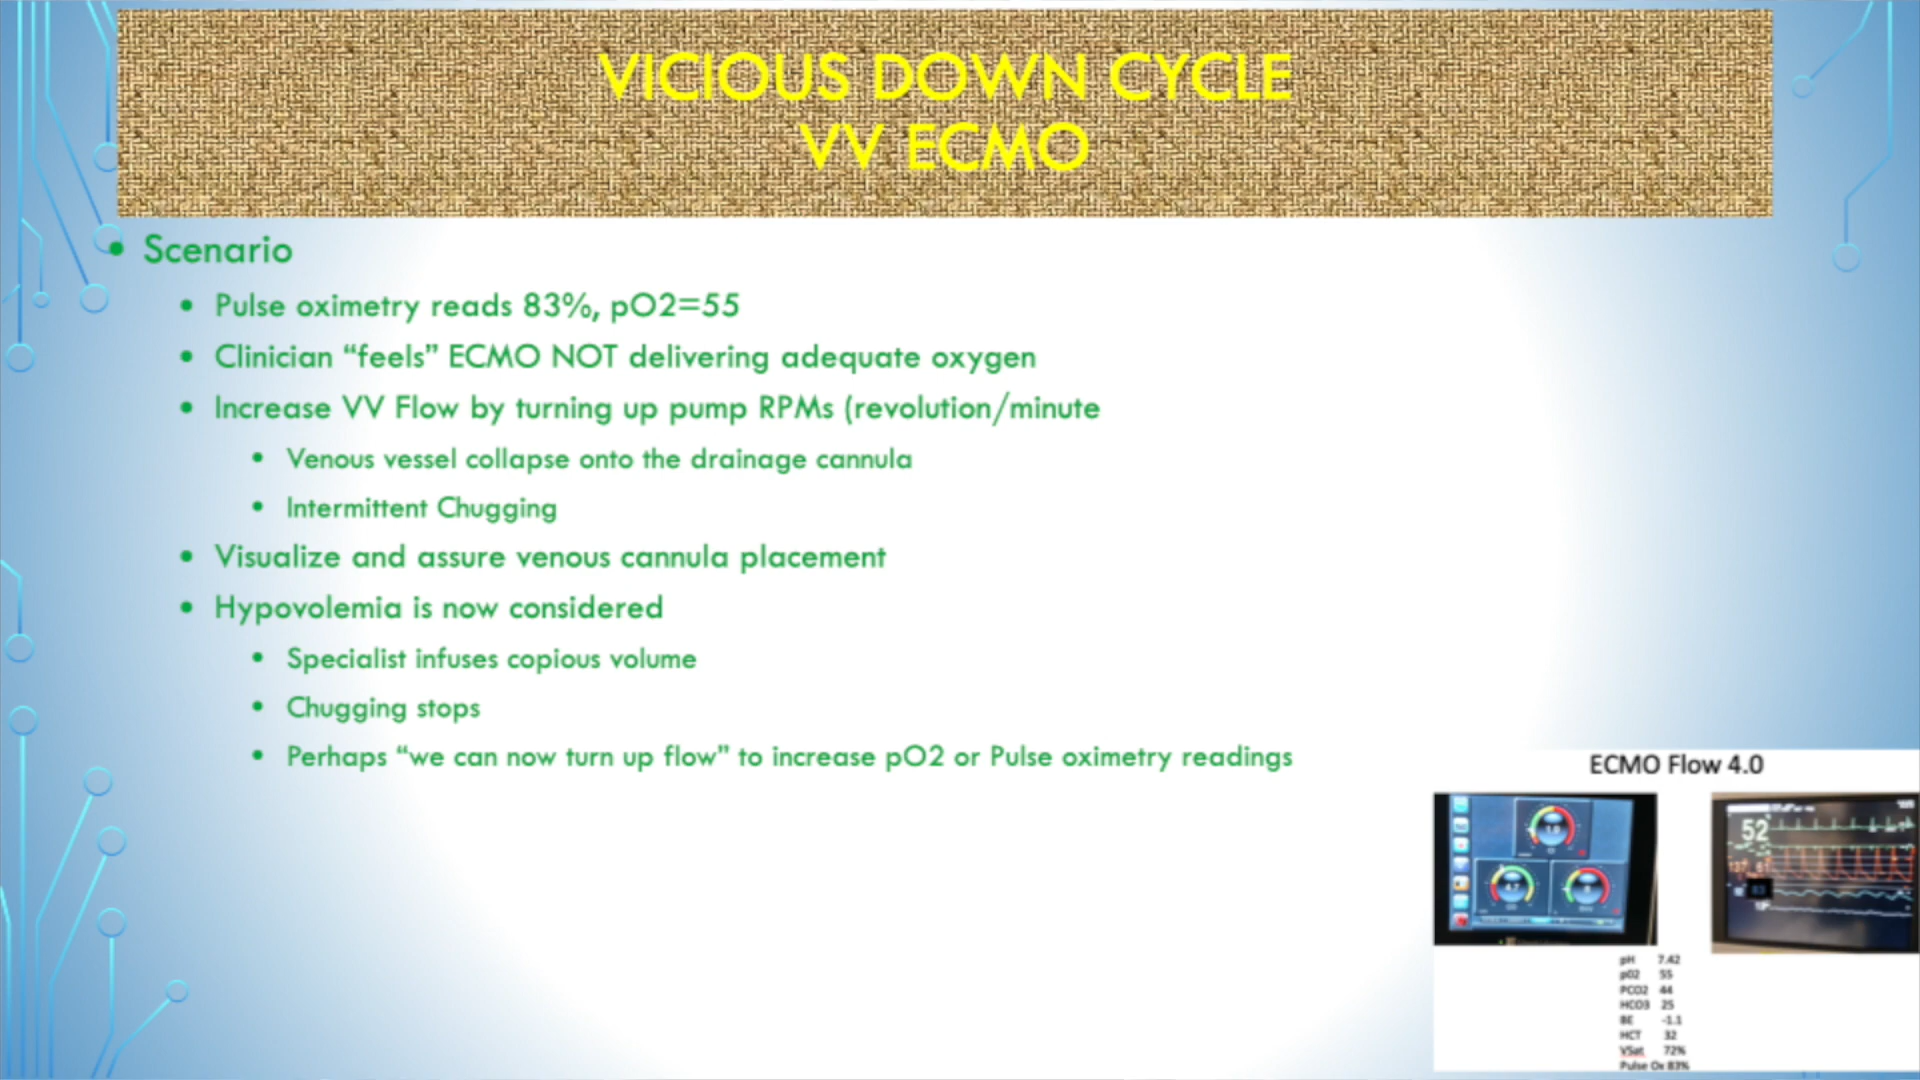 VICIOUS DOWN CYCLE
VV ECMO
• Scenario
• Pulse oximetry reads 83%, pO2=55
• Clinician “feels” ECMO NOT delivering adequate oxygen
• Increase VV Flow by turning up pump RPMs (revolution/minute
• Venous vessel collapse onto the drainage cannula
• Intermittent Chugging
• Visualize and assure venous cannula placement
• Hypovolemia is now considered
• Specialist infuses copious volume
• Chugging stops
• Perhaps “we can now turn up flow” to increase pO2 or Pulse oximetry readings
ECMO Flow 4.0
52
4.7
pH 7.42
pO2 55
PCO2 44
HCO3 25
BE -1.1
HCT 32
VSat 72%
Pulse Ox 83%